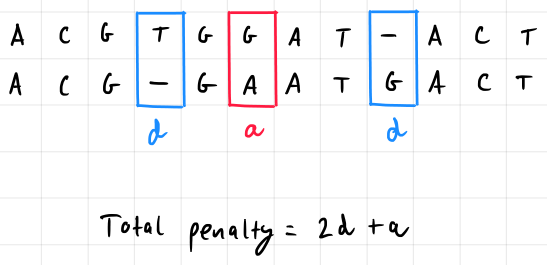 A C G T G G A T - A C T
A C G - G A A T G A C T
d a d
Total penalty = 2d + a